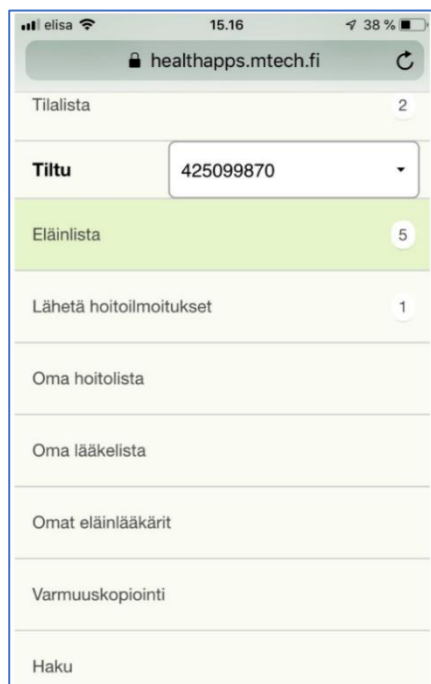 elisa 15.16 38 %
healthapps.mtech.fi
Tilalista 2
Tiltu 425099870
Eläinlista 5
Lähetä hoitoilmoitukset 1
Oma hoitolista
Oma lääkelista
Omat eläinlääkärit
Varmuuskopiointi
Haku